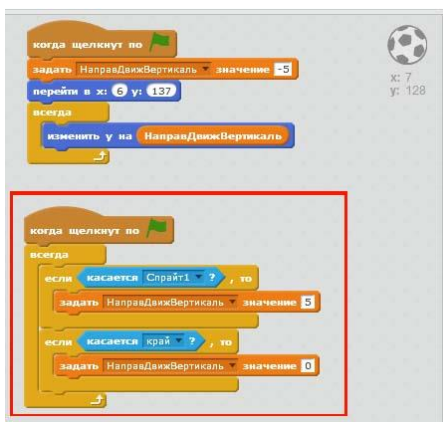 когда щелкнут по
задать НаправДвижВертикаль значение -5
перейти в x: 6 y: 137
всегда
изменить y на НаправДвижВертикаль
x: 7
y: 128
когда щелкнут по
всегда
если касается Спрайт1 ? , то
задать НаправДвижВертикаль значение 5
если касается край ? , то
задать НаправДвижВертикаль значение 0